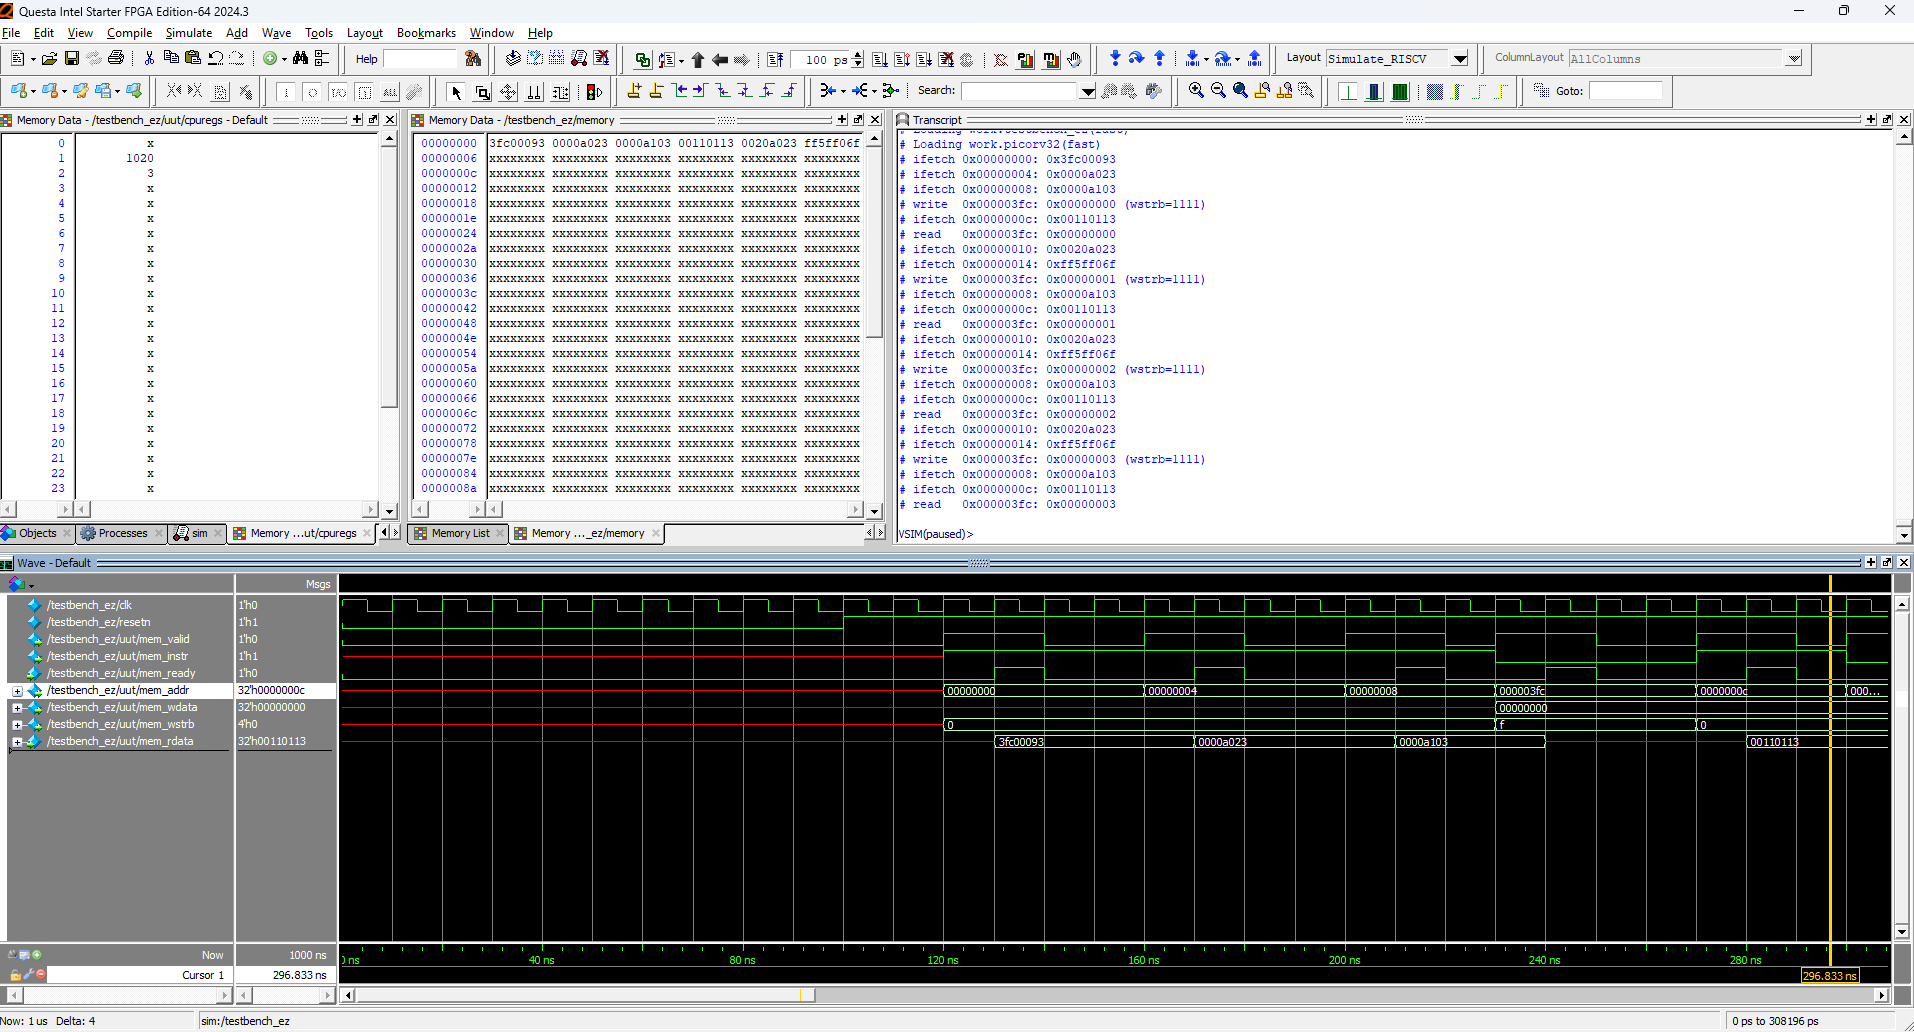 Questa Intel Starter FPGA Edition-64 2024.3
File Edit View Compile Simulate Add Wave Tools Layout Bookmarks Window Help
Help 100 ps Layout Simulate_RISCV ColumnLayout AllColumns
Search: Goto:
Memory Data - /testbench_ez/uut/cpuregs - Default
0 x
1 1020
2 3
3 x
4 x
5 x
6 x
7 x
8 x
9 x
10 x
11 x
12 x
13 x
14 x
15 x
16 x
17 x
18 x
19 x
20 x
21 x
22 x
23 x
Objects Processes sim Memory ...ut/cpuregs
Memory Data - /testbench_ez/memory
00000000 3fc00093 0000a023 0000a103 00110113 0020a023 ff5ff06f
00000006 xxxxxxxx xxxxxxxx xxxxxxxx xxxxxxxx xxxxxxxx xxxxxxxx
0000000c xxxxxxxx xxxxxxxx xxxxxxxx xxxxxxxx xxxxxxxx xxxxxxxx
00000012 xxxxxxxx xxxxxxxx xxxxxxxx xxxxxxxx xxxxxxxx xxxxxxxx
00000018 xxxxxxxx xxxxxxxx xxxxxxxx xxxxxxxx xxxxxxxx xxxxxxxx
0000001e xxxxxxxx xxxxxxxx xxxxxxxx xxxxxxxx xxxxxxxx xxxxxxxx
00000024 xxxxxxxx xxxxxxxx xxxxxxxx xxxxxxxx xxxxxxxx xxxxxxxx
0000002a xxxxxxxx xxxxxxxx xxxxxxxx xxxxxxxx xxxxxxxx xxxxxxxx
00000030 xxxxxxxx xxxxxxxx xxxxxxxx xxxxxxxx xxxxxxxx xxxxxxxx
00000036 xxxxxxxx xxxxxxxx xxxxxxxx xxxxxxxx xxxxxxxx xxxxxxxx
0000003c xxxxxxxx xxxxxxxx xxxxxxxx xxxxxxxx xxxxxxxx xxxxxxxx
00000042 xxxxxxxx xxxxxxxx xxxxxxxx xxxxxxxx xxxxxxxx xxxxxxxx
00000048 xxxxxxxx xxxxxxxx xxxxxxxx xxxxxxxx xxxxxxxx xxxxxxxx
0000004e xxxxxxxx xxxxxxxx xxxxxxxx xxxxxxxx xxxxxxxx xxxxxxxx
00000054 xxxxxxxx xxxxxxxx xxxxxxxx xxxxxxxx xxxxxxxx xxxxxxxx
0000005a xxxxxxxx xxxxxxxx xxxxxxxx xxxxxxxx xxxxxxxx xxxxxxxx
00000060 xxxxxxxx xxxxxxxx xxxxxxxx xxxxxxxx xxxxxxxx xxxxxxxx
00000066 xxxxxxxx xxxxxxxx xxxxxxxx xxxxxxxx xxxxxxxx xxxxxxxx
0000006c xxxxxxxx xxxxxxxx xxxxxxxx xxxxxxxx xxxxxxxx xxxxxxxx
00000072 xxxxxxxx xxxxxxxx xxxxxxxx xxxxxxxx xxxxxxxx xxxxxxxx
00000078 xxxxxxxx xxxxxxxx xxxxxxxx xxxxxxxx xxxxxxxx xxxxxxxx
0000007e xxxxxxxx xxxxxxxx xxxxxxxx xxxxxxxx xxxxxxxx xxxxxxxx
00000084 xxxxxxxx xxxxxxxx xxxxxxxx xxxxxxxx xxxxxxxx xxxxxxxx
0000008a xxxxxxxx xxxxxxxx xxxxxxxx xxxxxxxx xxxxxxxx xxxxxxxx
Memory List Memory ..._ez/memory
Transcript
# Loading work.testbench_ez(fast)
# Loading work.picorv32(fast)
# ifetch 0x00000000: 0x3fc00093
# ifetch 0x00000004: 0x0000a023
# ifetch 0x00000008: 0x0000a103
# write 0x000003fc: 0x00000000 (wstrb=1111)
# ifetch 0x0000000c: 0x00110113
# read 0x000003fc: 0x00000000
# ifetch 0x00000010: 0x0020a023
# ifetch 0x00000014: 0xff5ff06f
# write 0x000003fc: 0x00000001 (wstrb=1111)
# ifetch 0x00000008: 0x0000a103
# ifetch 0x0000000c: 0x00110113
# read 0x000003fc: 0x00000001
# ifetch 0x00000010: 0x0020a023
# ifetch 0x00000014: 0xff5ff06f
# write 0x000003fc: 0x00000002 (wstrb=1111)
# ifetch 0x00000008: 0x0000a103
# ifetch 0x0000000c: 0x00110113
# read 0x000003fc: 0x00000002
# ifetch 0x00000010: 0x0020a023
# ifetch 0x00000014: 0xff5ff06f
# write 0x000003fc: 0x00000003 (wstrb=1111)
# ifetch 0x00000008: 0x0000a103
# ifetch 0x0000000c: 0x00110113
# read 0x000003fc: 0x00000003
VSIM(paused)>
Wave - Default
Msgs
/testbench_ez/clk 1'h0
/testbench_ez/resetn 1'h1
/testbench_ez/uut/mem_valid 1'h0
/testbench_ez/uut/mem_instr 1'h1
/testbench_ez/uut/mem_ready 1'h0
/testbench_ez/uut/mem_addr 32'h0000000c 00000000 00000004 00000008 000003fc 0000000c 000...
/testbench_ez/uut/mem_wdata 32'h00000000 00000000
/testbench_ez/uut/mem_wstrb 4'h0 0 f 0
/testbench_ez/uut/mem_rdata 32'h00110113 3fc00093 0000a023 0000a103 00110113
Now 1000 ns 0 ns 40 ns 80 ns 120 ns 160 ns 200 ns 240 ns 280 ns
Cursor 1 296.833 ns 296.833 ns
Now: 1 us Delta: 4 sim:/testbench_ez 0 ps to 308196 ps